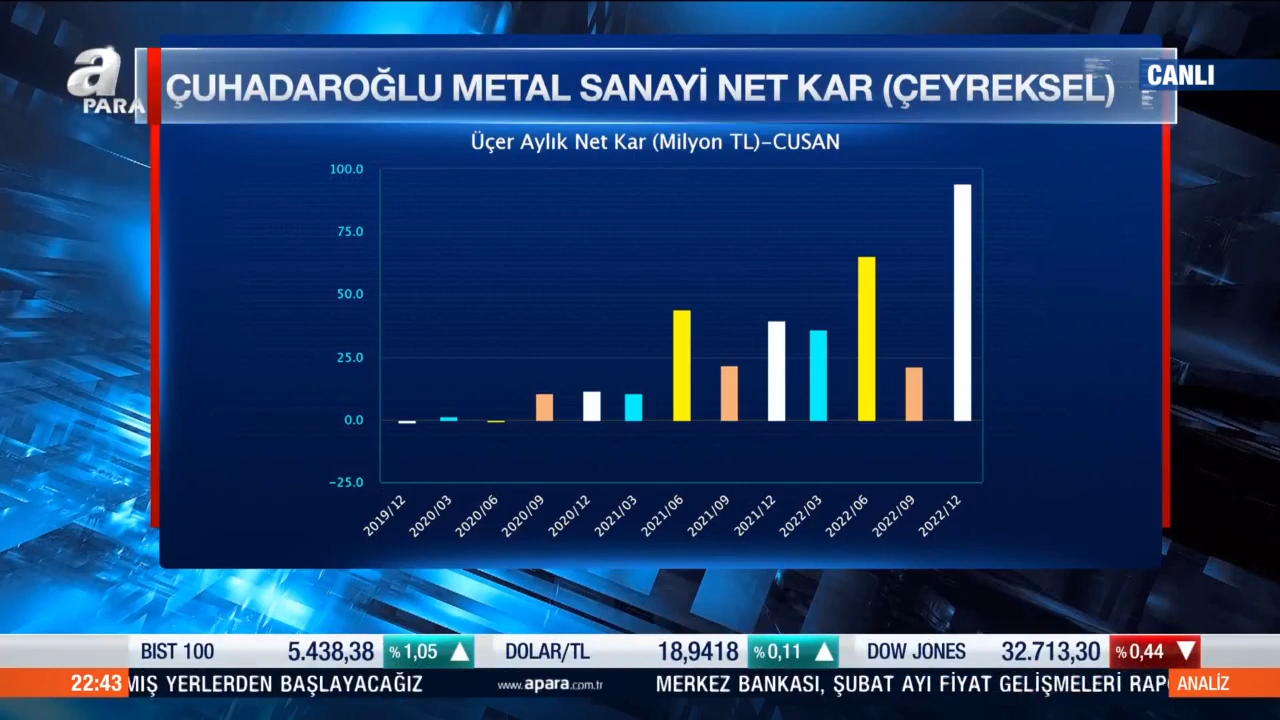 a
PARA
ÇUHADAROĞLU METAL SANAYİ NET KAR (ÇEYREKSEL)
CANLI
Üçer Aylık Net Kar (Milyon TL)-CUSAN
100.0
75.0
50.0
25.0
0.0
-25.0
2019/12
2020/03
2020/06
2020/09
2020/12
2021/03
2021/06
2021/09
2021/12
2022/03
2022/06
2022/09
2022/12
BIST 100 5.438,38 %1,05
DOLAR/TL 18,9418 %0,11
DOW JONES 32.713,30 %0,44
22:43
MIŞ YERLERDEN BAŞLAYACAĞIZ
www.apara.com.tr
MERKEZ BANKASI, ŞUBAT AYI FİYAT GELİŞMELERİ RAP
ANALİZ